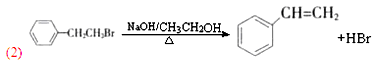 (2) CH₂CH₂Br NaOH/CH₃CH₂OH △ CH=CH₂ +HBr